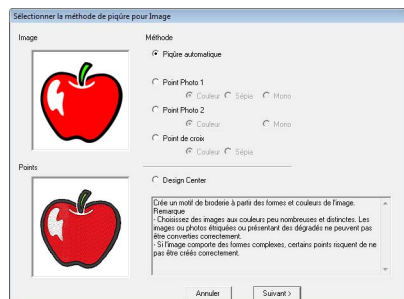 Sélectionner la méthode de piqûre pour Image
Image
Méthode
Piqûre automatique
Point Photo 1
Couleur Sépia Mono
Point Photo 2
Couleur Mono
Point de croix
Couleur Sépia
Points
Design Center
Crée un motif de broderie à partir des formes et couleurs de l'image.
Remarque
- Choisissez des images aux couleurs peu nombreuses et distinctes. Les
images ou photos étriquées ou présentant des dégradés ne peuvent pas
être converties correctement.
- Si l'image comporte des formes complexes, certains points risquent de ne
pas être créés correctement.
Annuler Suivant >